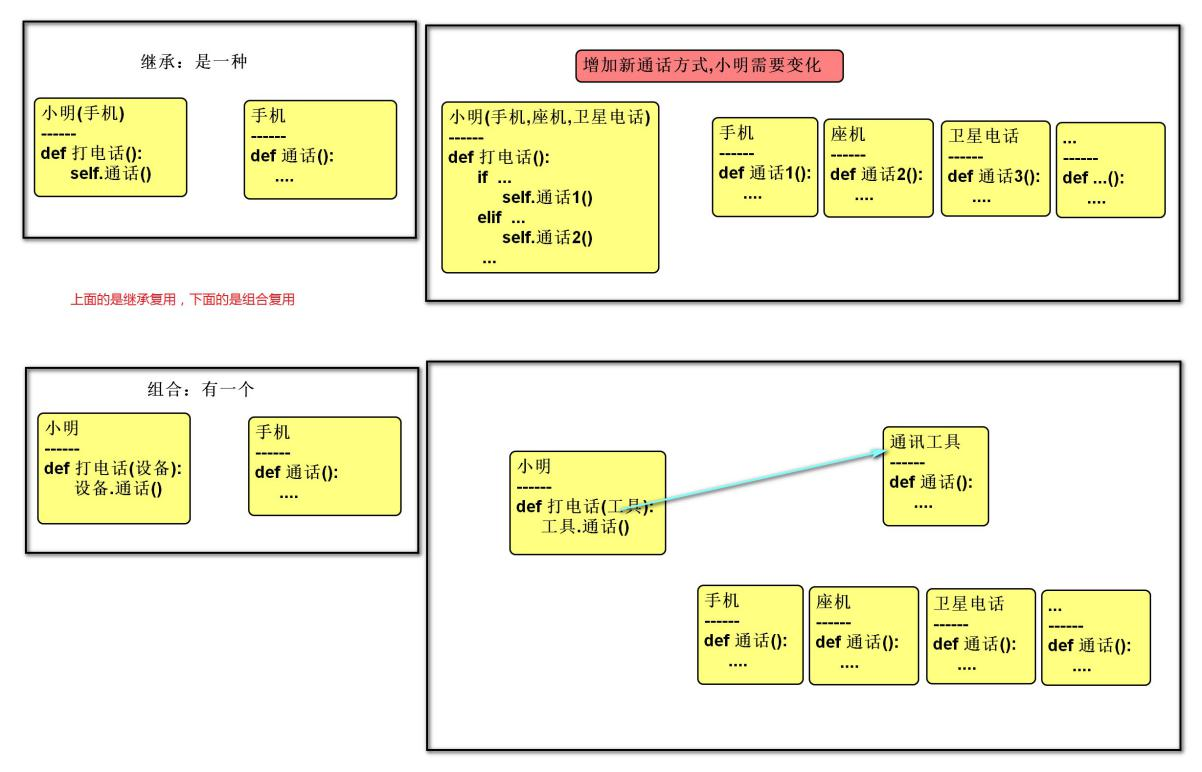 继承：是一种
小明(手机)
------
def 打电话():
self.通话()
手机
------
def 通话():
....
增加新通话方式,小明需要变化
小明(手机,座机,卫星电话)
------
def 打电话():
if ...
self.通话1()
elif ...
self.通话2()
...
手机
------
def 通话1():
....
座机
------
def 通话2():
....
卫星电话
------
def 通话3():
....
...
------
def ...():
....
上面的是继承复用，下面的是组合复用
组合：有一个
小明
------
def 打电话(设备):
设备.通话()
手机
------
def 通话():
....
小明
------
def 打电话(工具):
工具.通话()
通讯工具
------
def 通话():
....
手机
------
def 通话():
....
座机
------
def 通话():
....
卫星电话
------
def 通话():
....
...
------
def 通话():
....